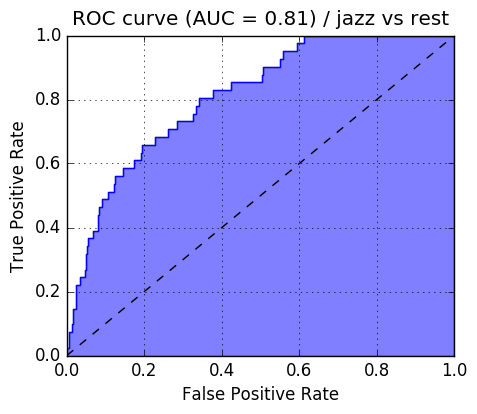 ROC curve (AUC = 0.81) / jazz vs rest
1.0
0.8
0.6
0.4
0.2
0.0
True Positive Rate
0.0 0.2 0.4 0.6 0.8 1.0
False Positive Rate